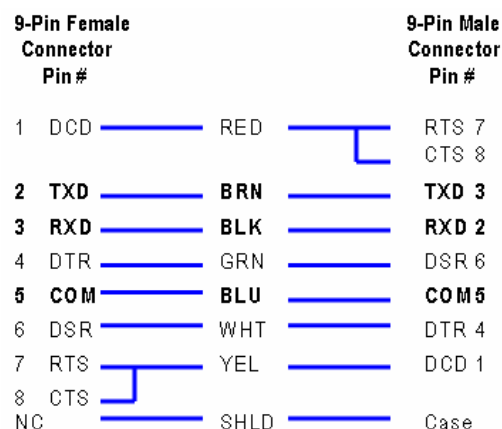 9-Pin Female 9-Pin Male
Connector Connector
Pin # Pin #
1 DCD RED RTS 7
CTS 8
2 TXD BRN TXD 3
3 RXD BLK RXD 2
4 DTR GRN DSR 6
5 COM BLU COM5
6 DSR WHT DTR 4
7 RTS YEL DCD 1
8 CTS
NC SHLD Case